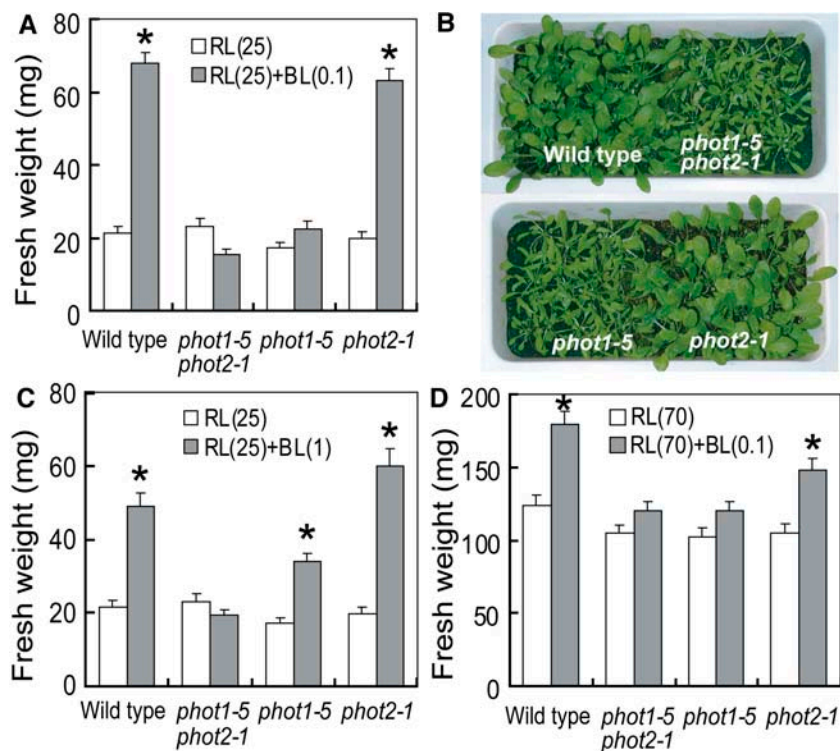 A
Fresh weight (mg)
80
60
40
20
0
RL(25)
RL(25)+BL(0.1)
*
*
Wild type
phot1-5
phot2-1
phot1-5
phot2-1
B
Wild type
phot1-5
phot2-1
phot1-5
phot2-1
C
Fresh weight (mg)
80
60
40
20
0
RL(25)
RL(25)+BL(1)
*
*
*
Wild type
phot1-5
phot2-1
phot1-5
phot2-1
D
Fresh weight (mg)
200
150
100
50
0
RL(70)
RL(70)+BL(0.1)
*
*
Wild type
phot1-5
phot2-1
phot1-5
phot2-1